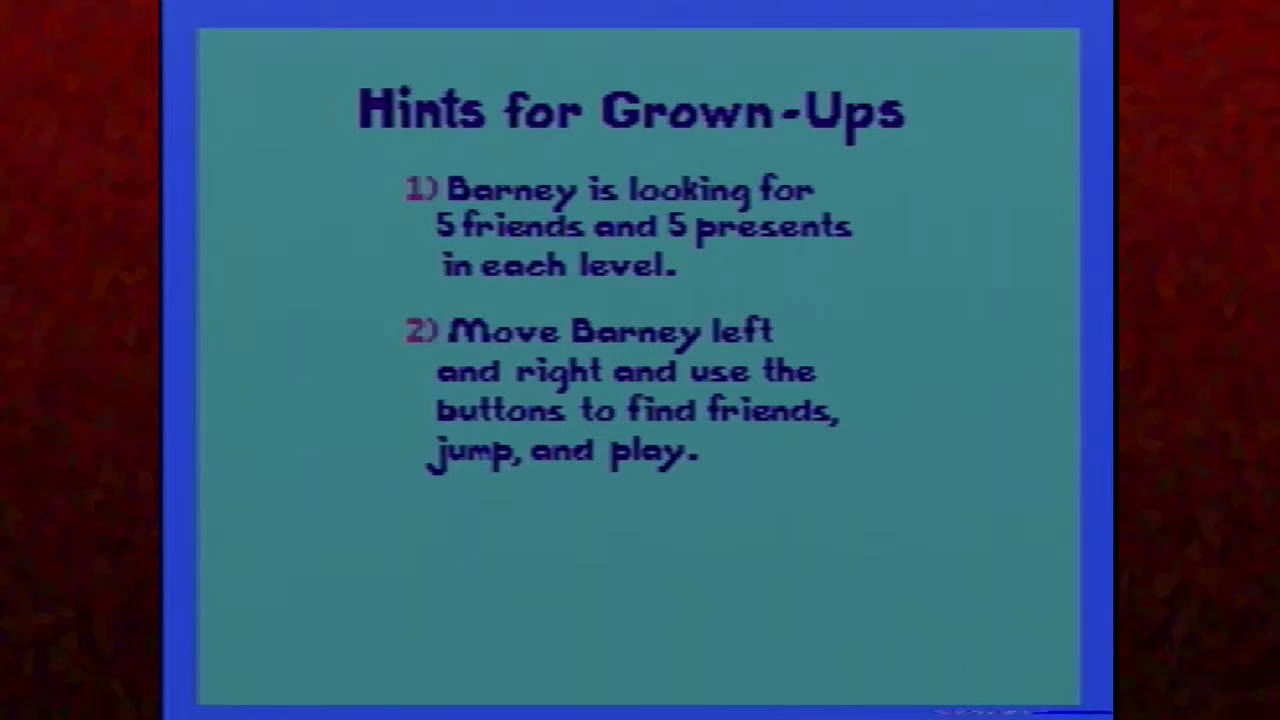 Hints for Grown-Ups
1) Barney is looking for
5 friends and 5 presents
in each level.
2) Move Barney left
and right and use the
buttons to find friends,
jump, and play.